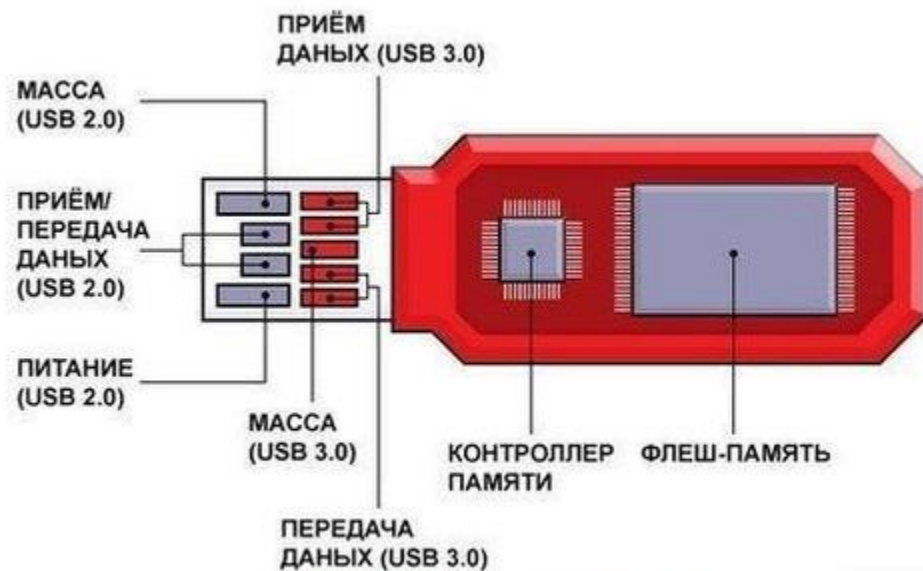 ПРИЁМ
ДАНЫХ (USB 3.0)
МАССА
(USB 2.0)
ПРИЁМ/
ПЕРЕДАЧА
ДАНЫХ
(USB 2.0)
ПИТАНИЕ
(USB 2.0)
МАССА
(USB 3.0)
КОНТРОЛЛЕР
ПАМЯТИ
ФЛЕШ-ПАМЯТЬ
ПЕРЕДАЧА
ДАНЫХ (USB 3.0)